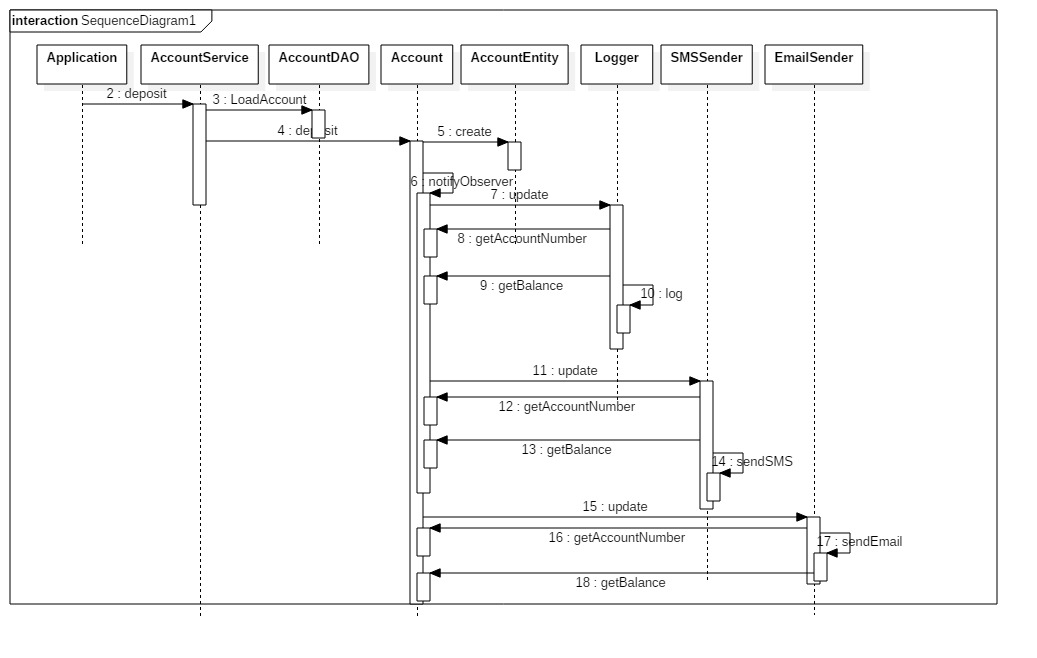 interaction SequenceDiagram1
Application
AccountService
AccountDAO
Account
AccountEntity
Logger
SMSSender
EmailSender
2 : deposit
3 : LoadAccount
4 : deposit
5 : create
6 : notifyObserver
7 : update
8 : getAccountNumber
9 : getBalance
10 : log
11 : update
12 : getAccountNumber
13 : getBalance
14 : sendSMS
15 : update
16 : getAccountNumber
17 : sendEmail
18 : getBalance